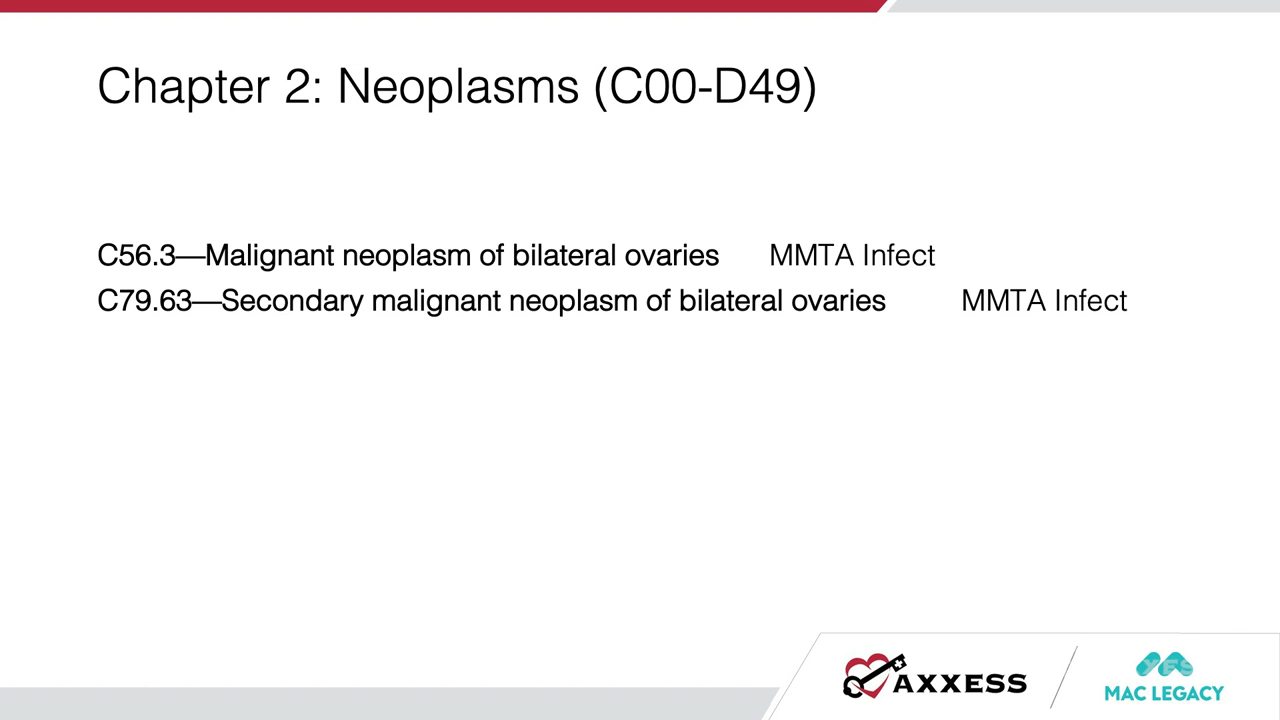 Chapter 2: Neoplasms (C00-D49)
C56.3—Malignant neoplasm of bilateral ovaries MMTA Infect
C79.63—Secondary malignant neoplasm of bilateral ovaries MMTA Infect
AXXESS
YES
MAC LEGACY